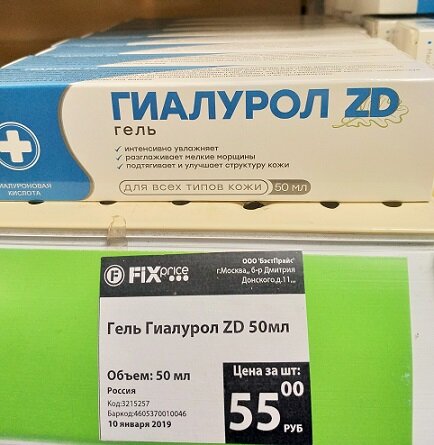 ГИАЛУРОЛ ZD
ГЕЛЬ
✓ ИНТЕНСИВНО УВЛАЖНЯЕТ
✓ РАЗГЛАЖИВАЕТ МЕЛКИЕ МОРЩИНЫ
✓ ПОДТЯГИВАЕТ И УЛУЧШАЕТ СТРУКТУРУ КОЖИ
ДЛЯ ВСЕХ ТИПОВ КОЖИ 50 МЛ
ИАЛУРОНОВАЯ
КИСЛОТА
F FIX price
ООО "БэстПрайс"
г.Москва,, б-р Дмитрия
Донского,д.11,,,
Гель Гиалурол ZD 50мл
Объем: 50 мл
Россия
Код:3215257
Баркод:4605370010046
10 января 2019
Цена за шт:
55 00
РУБ